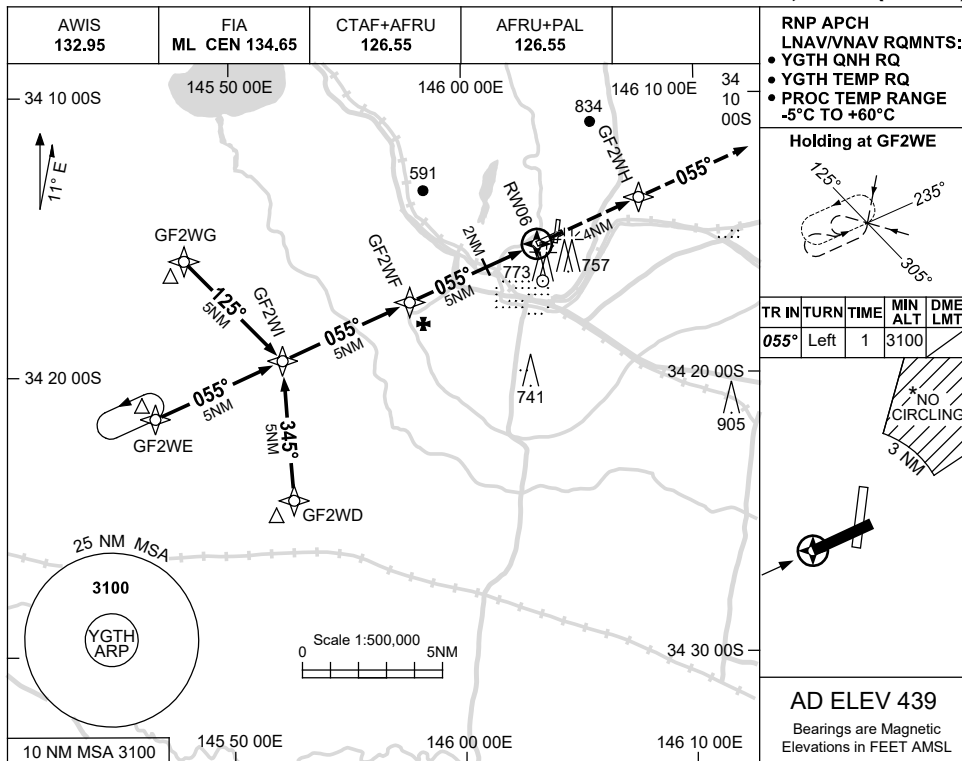 AWIS
132.95
FIA
ML CEN 134.65
CTAF+AFRU
126.55
AFRU+PAL
126.55
RNP APCH
LNAV/VNAV RQMNTS:
• YGTH QNH RQ
• YGTH TEMP RQ
• PROC TEMP RANGE
-5°C TO +60°C
34 10 00S
145 50 00E
146 00 00E
146 10 00E
34
10
00S
11° E
591
834
GF2WH
055°
RW06
4NM
2NM
773
757
GF2WG
125°
5NM
GF2WI
GF2WF
055°
5NM
055°
5NM
34 20 00S
34 20 00S
055°
5NM
GF2WE
345°
5NM
GF2WD
741
905
25 NM MSA
3100
YGTH
ARP
Scale 1:500,000
0
5NM
34 30 00S
10 NM MSA 3100
145 50 00E
146 00 00E
146 10 00E
Holding at GF2WE
125°
235°
305°
TR IN
TURN
TIME
MIN
ALT
DME
LMT
055°
Left
1
3100
*NO
CIRCLING
3 NM
AD ELEV 439
Bearings are Magnetic
Elevations in FEET AMSL